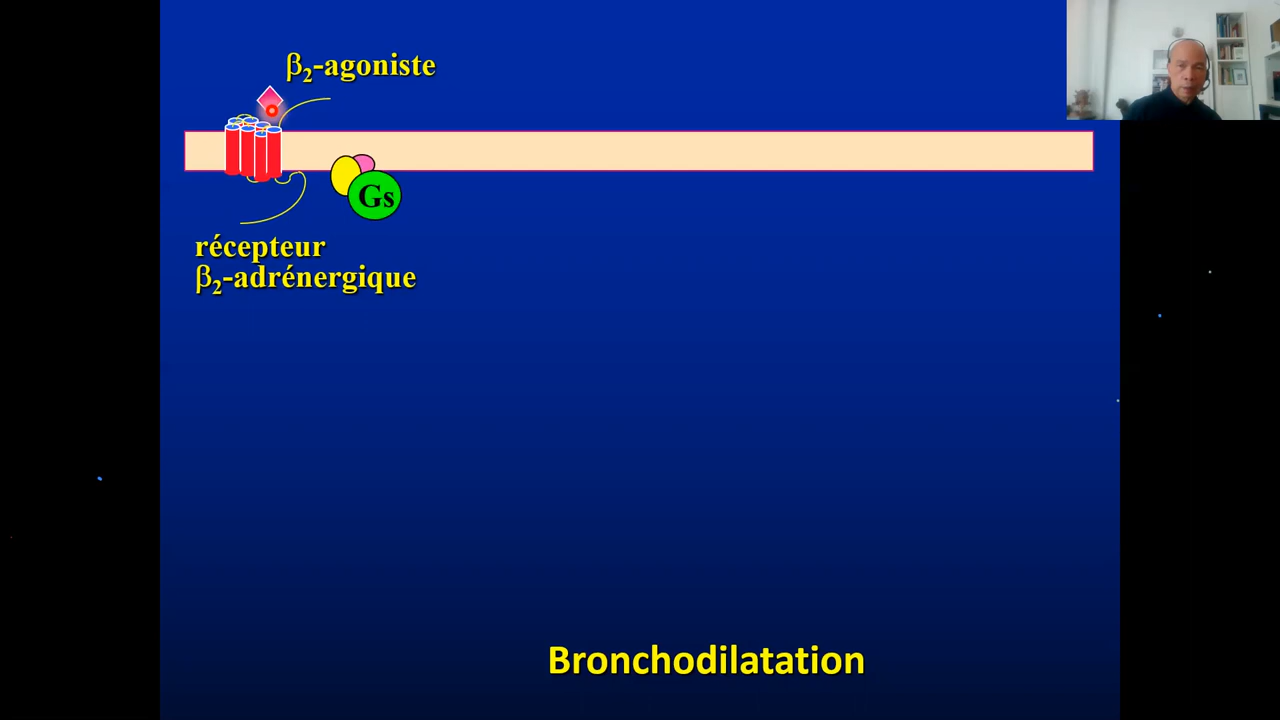 β2-agoniste
Gs
récepteur
β2-adrénergique
Bronchodilatation